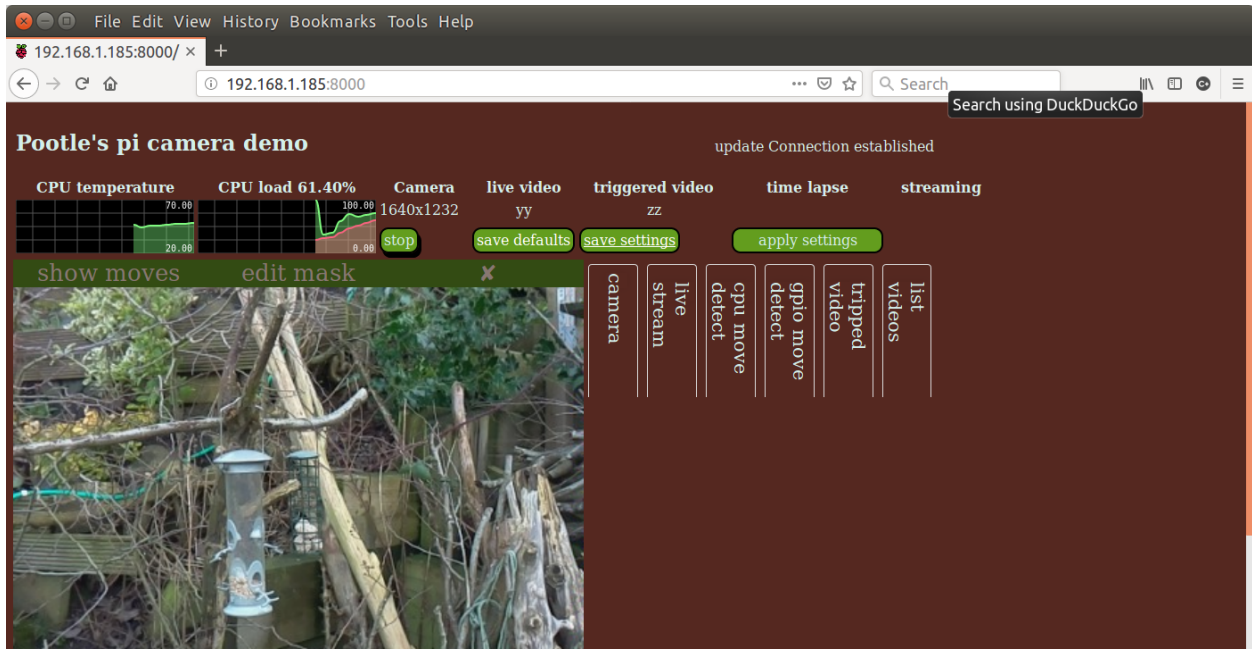 File Edit View History Bookmarks Tools Help
192.168.1.185:8000/ × +
192.168.1.185:8000 Search
Search using DuckDuckGo
Pootle's pi camera demo
update Connection established
CPU temperature CPU load 61.40% Camera live video triggered video time lapse streaming
70.00 100.00 1640x1232 yy zz
20.00 0.00 stop save defaults save settings apply settings
show moves edit mask ✘
camera
live
stream
cpu move
detect
gpio move
detect
tripped
video
list
videos